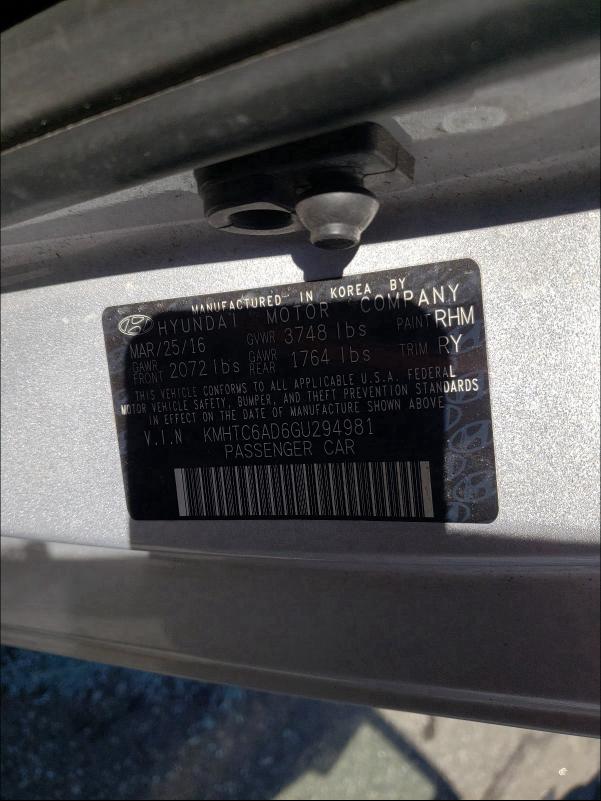 MANUFACTURED IN KOREA BY
HYUNDAI MOTOR COMPANY
MAR/25/16 GVWR 3748 lbs PAINT RHM
GAWR FRONT 2072 lbs GAWR REAR 1764 lbs TRIM RY
THIS VEHICLE CONFORMS TO ALL APPLICABLE U.S.A. FEDERAL
MOTOR VEHICLE SAFETY, BUMPER, AND THEFT PREVENTION STANDARDS
IN EFFECT ON THE DATE OF MANUFACTURE SHOWN ABOVE
V.I.N KMHTC6AD6GU294981
PASSENGER CAR